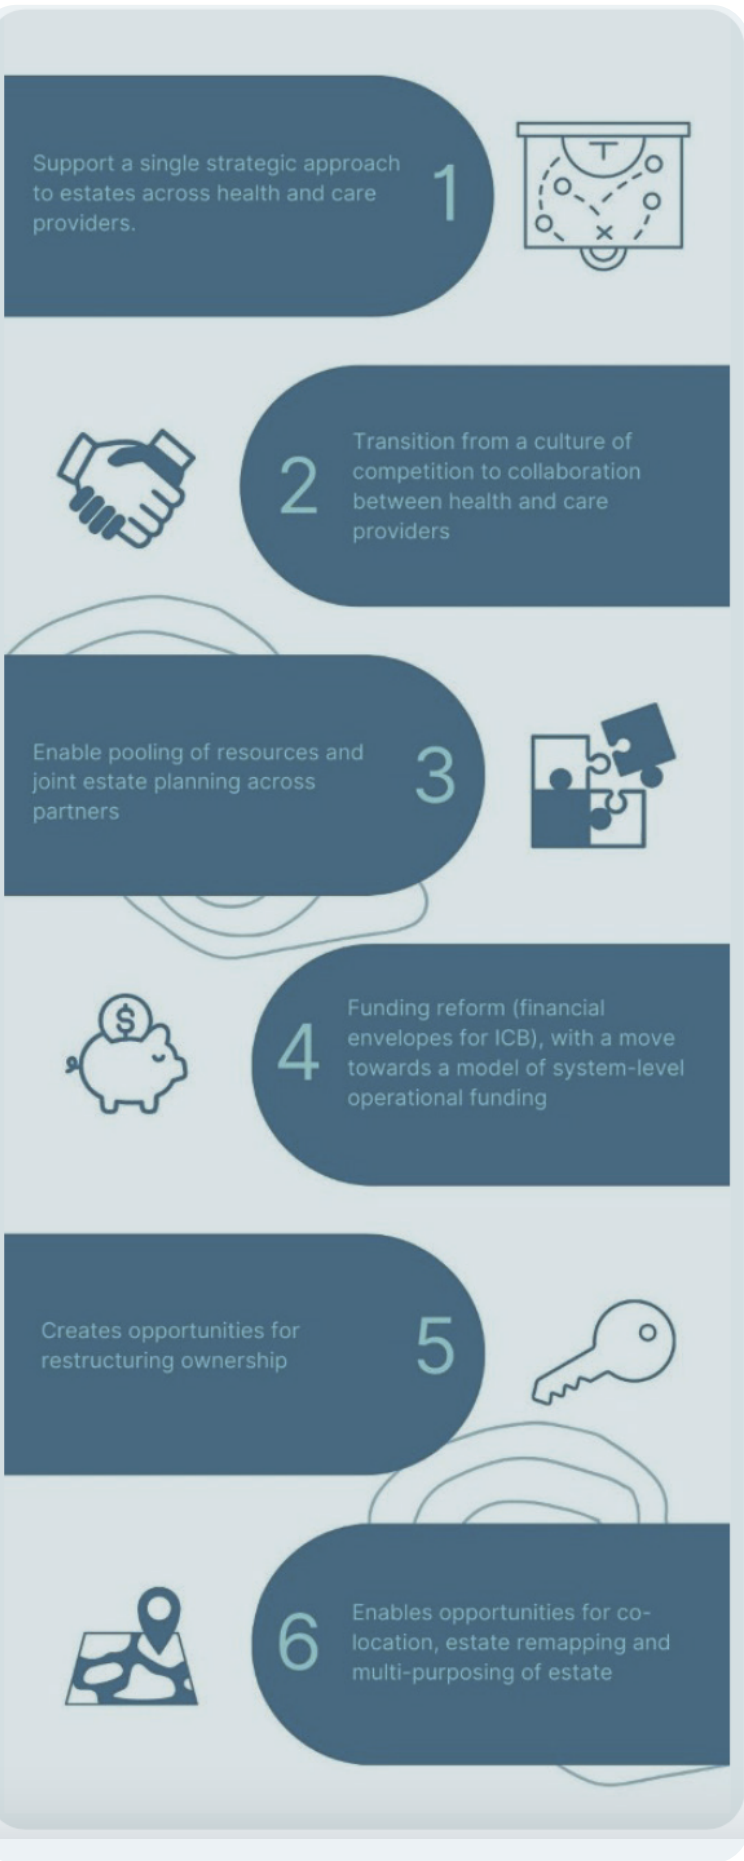 Support a single strategic approach
to estates across health and care
providers.
1
2
Transition from a culture of
competition to collaboration
between health and care
providers
Enable pooling of resources and
joint estate planning across
partners
3
$
4
Funding reform (financial
envelopes for ICB), with a move
towards a model of system-level
operational funding
Creates opportunities for
restructuring ownership
5
6
Enables opportunities for co-
location, estate remapping and
multi-purposing of estate